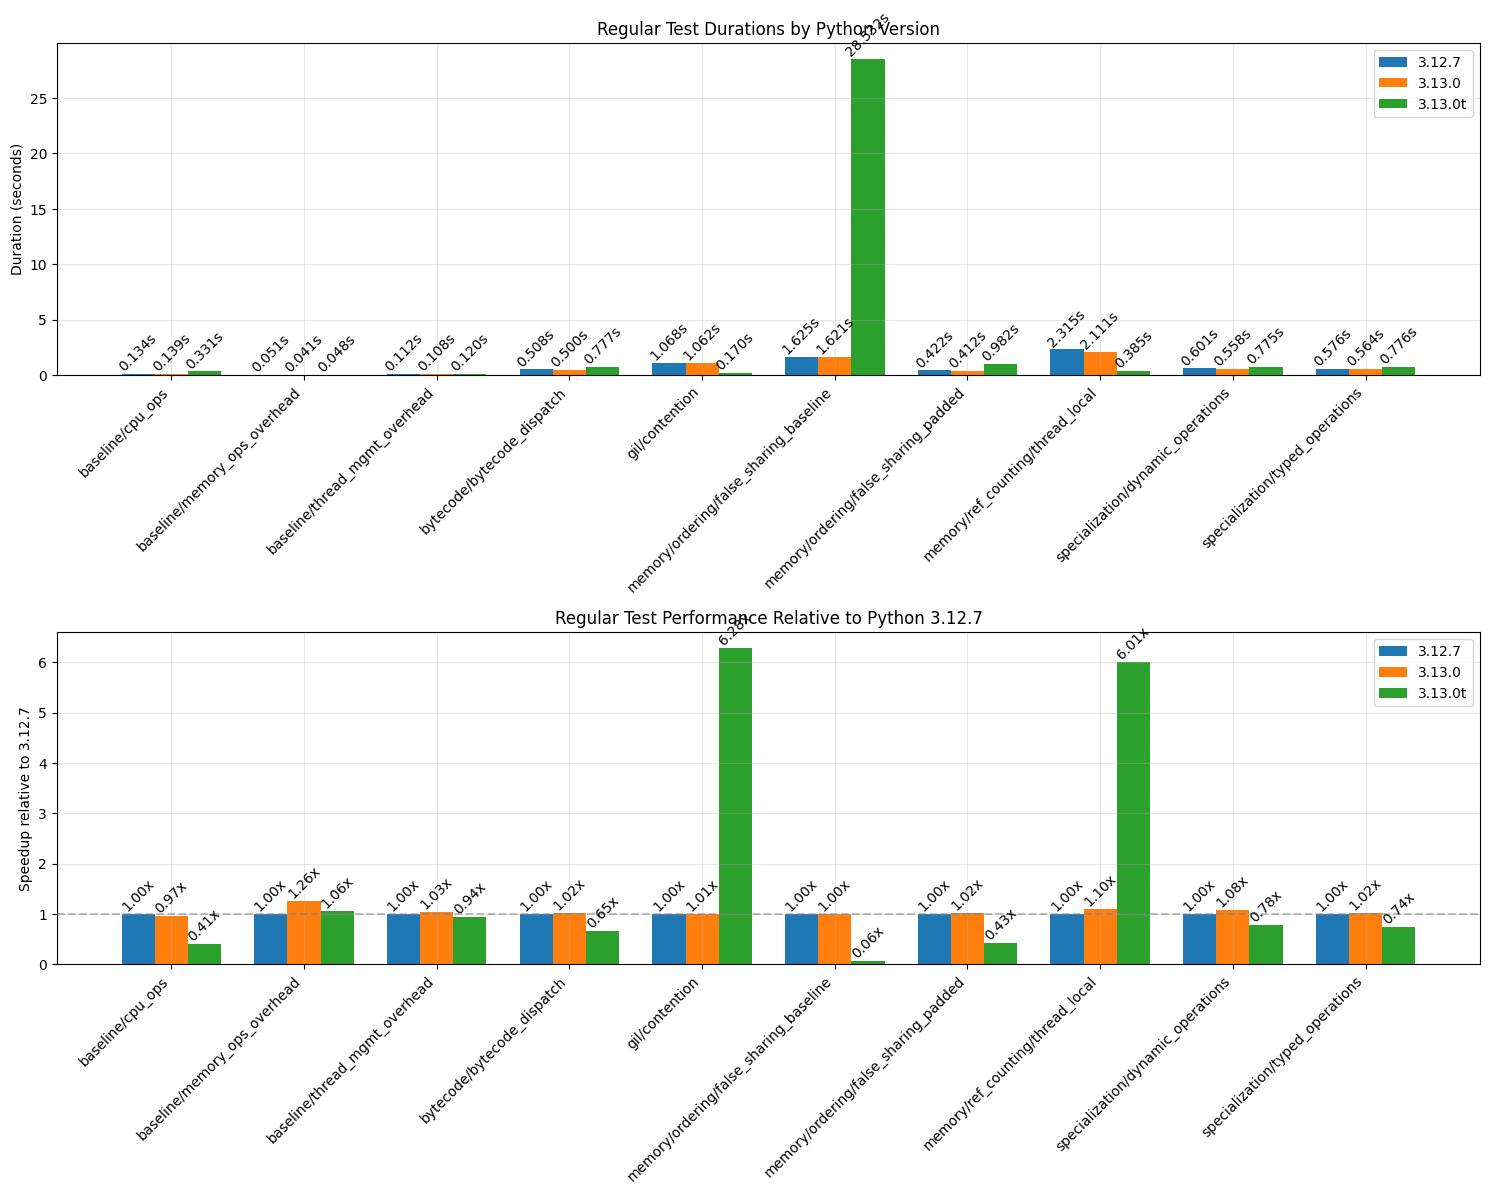 Regular Test Durations by Python Version
Duration (seconds)
25
20
15
10
5
0
3.12.7
3.13.0
3.13.0t
0.134s
0.139s
0.331s
0.051s
0.041s
0.048s
0.112s
0.108s
0.120s
0.508s
0.500s
0.777s
1.068s
1.062s
0.170s
1.625s
1.621s
28.532s
0.422s
0.412s
0.982s
2.315s
2.111s
0.385s
0.601s
0.558s
0.775s
0.576s
0.564s
0.776s
baseline/cpu_ops
baseline/memory_ops_overhead
baseline/thread_mgmt_overhead
bytecode/bytecode_dispatch
gil/contention
memory/ordering/false_sharing_baseline
memory/ordering/false_sharing_padded
memory/ref_counting/thread_local
specialization/dynamic_operations
specialization/typed_operations
Regular Test Performance Relative to Python 3.12.7
Speedup relative to 3.12.7
6
5
4
3
2
1
0
3.12.7
3.13.0
3.13.0t
1.00x
0.97x
0.41x
1.00x
1.26x
1.06x
1.00x
1.03x
0.94x
1.00x
1.02x
0.65x
1.00x
1.01x
6.28x
1.00x
1.00x
0.06x
1.00x
1.02x
0.43x
1.00x
1.10x
6.01x
1.00x
1.08x
0.78x
1.00x
1.02x
0.74x
baseline/cpu_ops
baseline/memory_ops_overhead
baseline/thread_mgmt_overhead
bytecode/bytecode_dispatch
gil/contention
memory/ordering/false_sharing_baseline
memory/ordering/false_sharing_padded
memory/ref_counting/thread_local
specialization/dynamic_operations
specialization/typed_operations